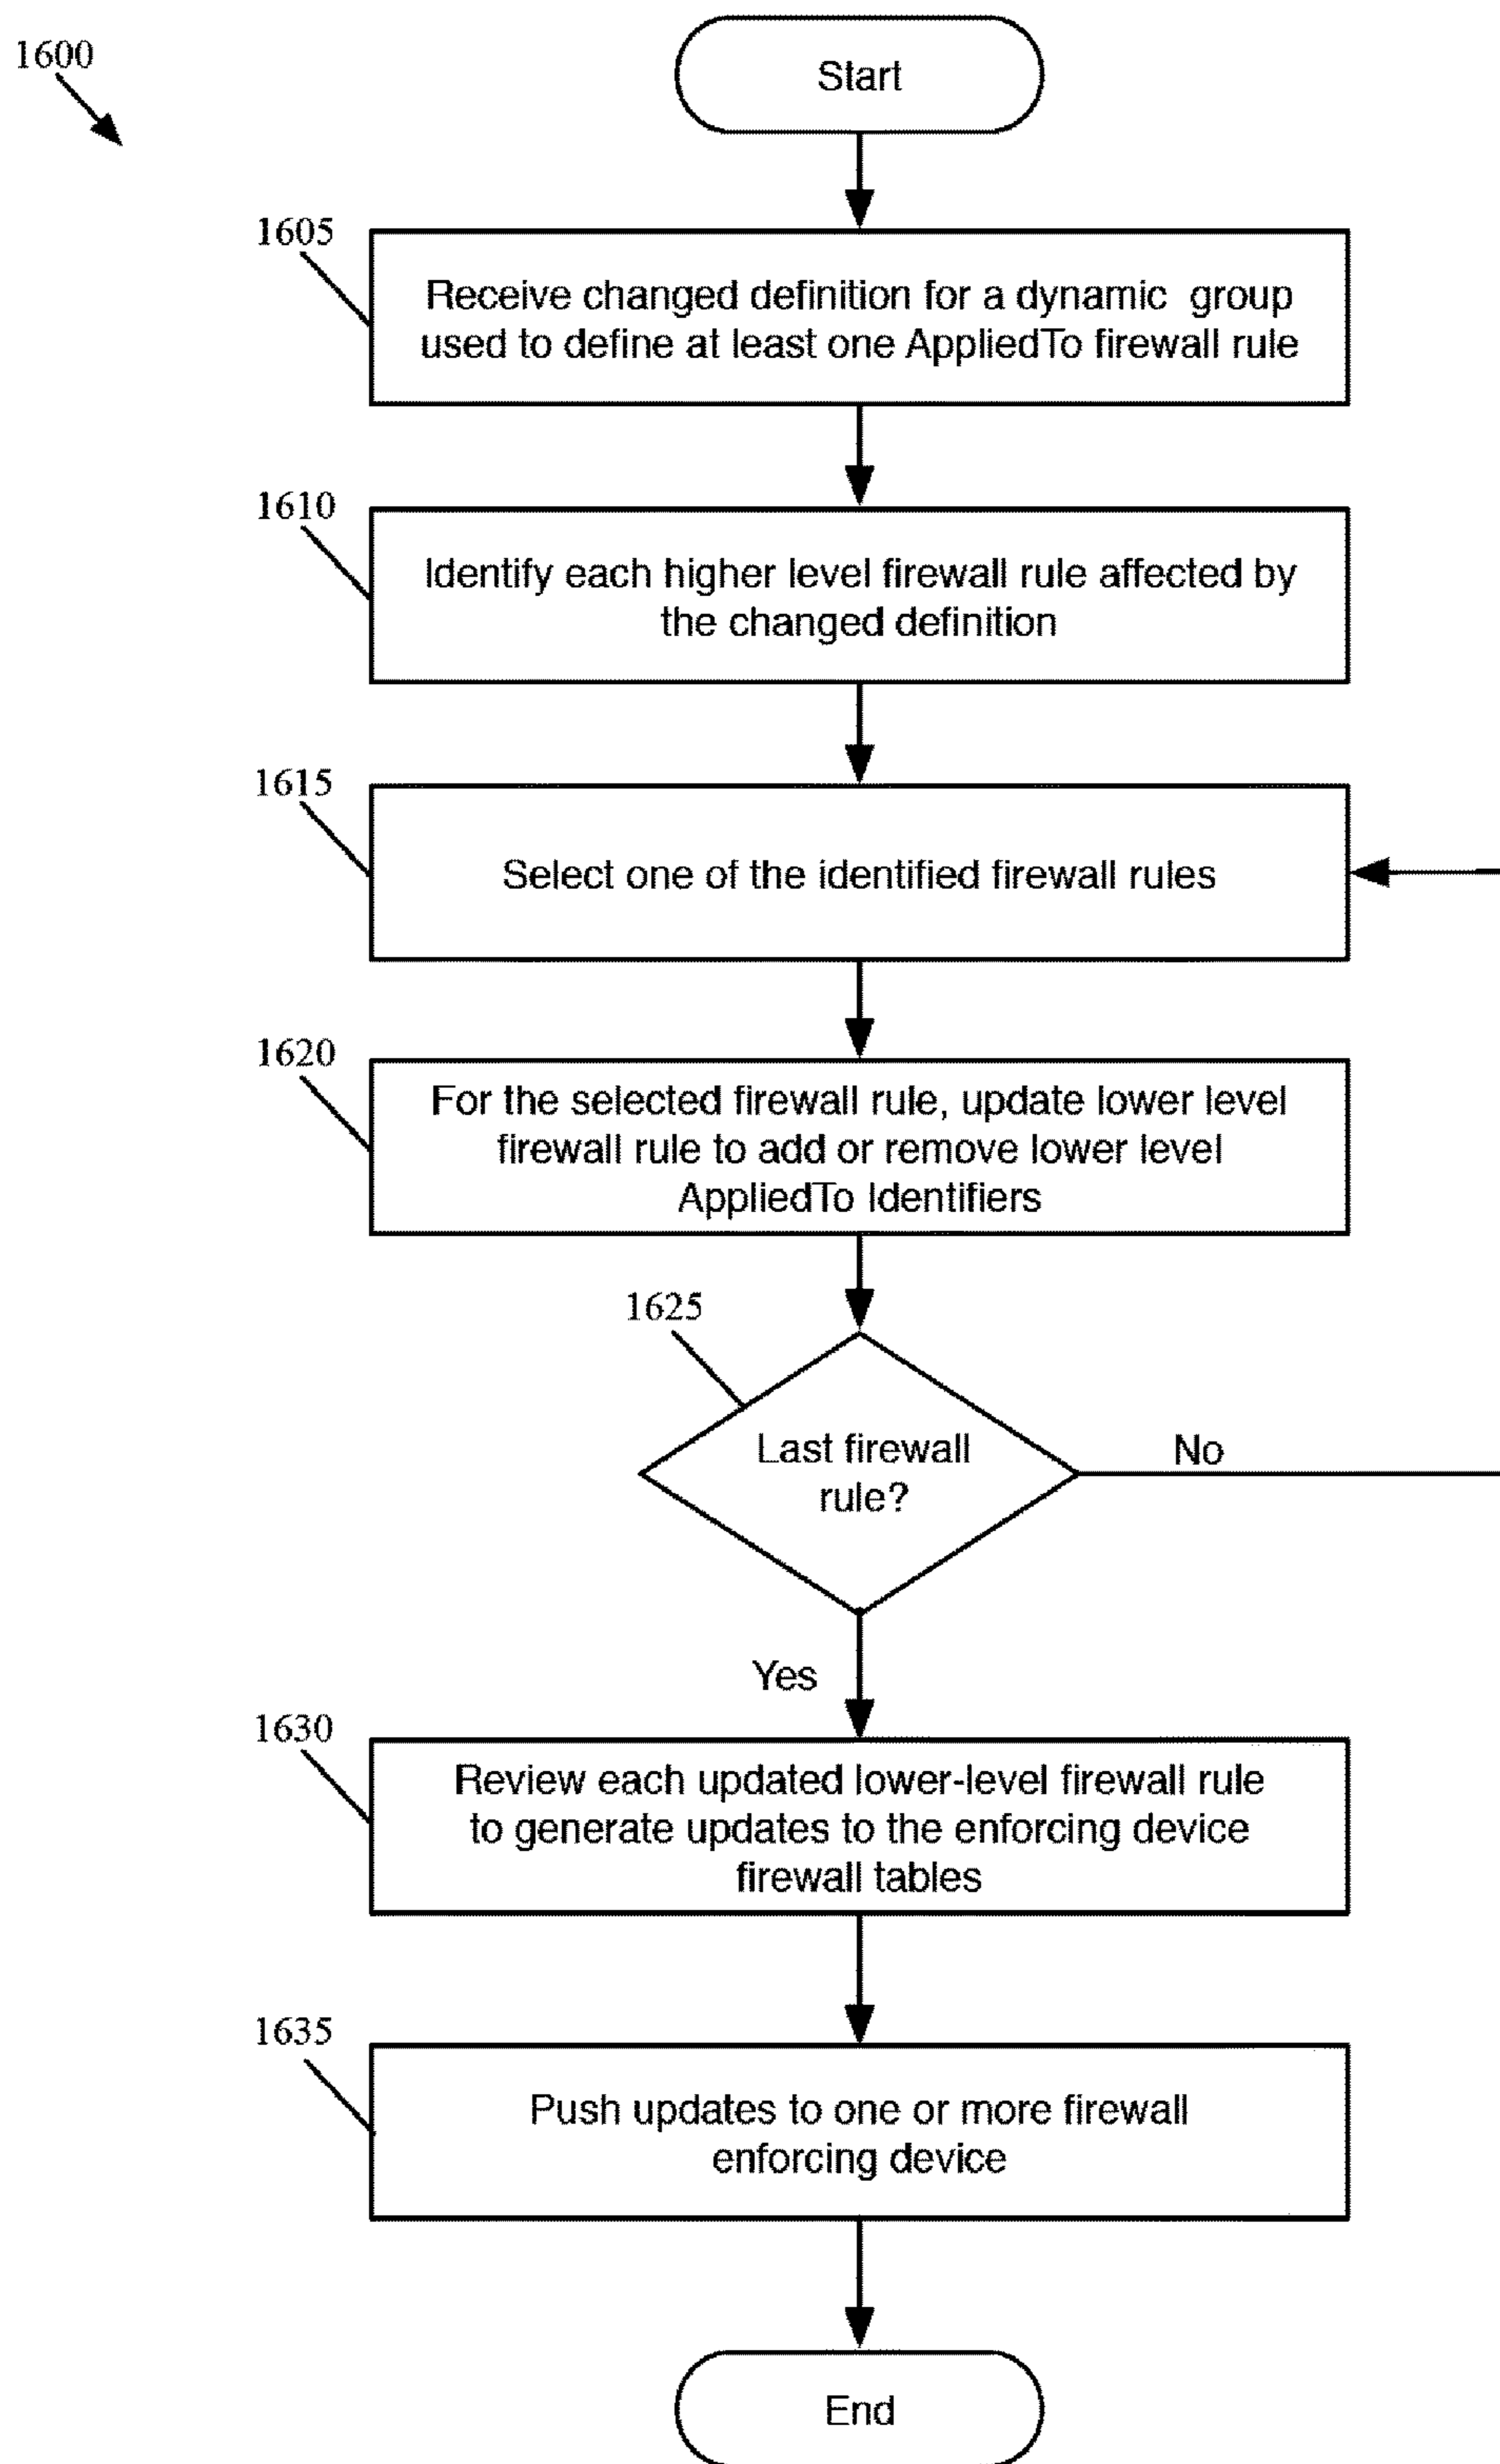 1600
Start
1605
Receive changed definition for a dynamic group
used to define at least one AppliedTo firewall rule
1610
Identify each higher level firewall rule affected by
the changed definition
1615
Select one of the identified firewall rules
1620
For the selected firewall rule, update lower level
firewall rule to add or remove lower level
AppliedTo Identifiers
1625
Last firewall
rule?
No
Yes
1630
Review each updated lower-level firewall rule
to generate updates to the enforcing device
firewall tables
1635
Push updates to one or more firewall
enforcing device
End